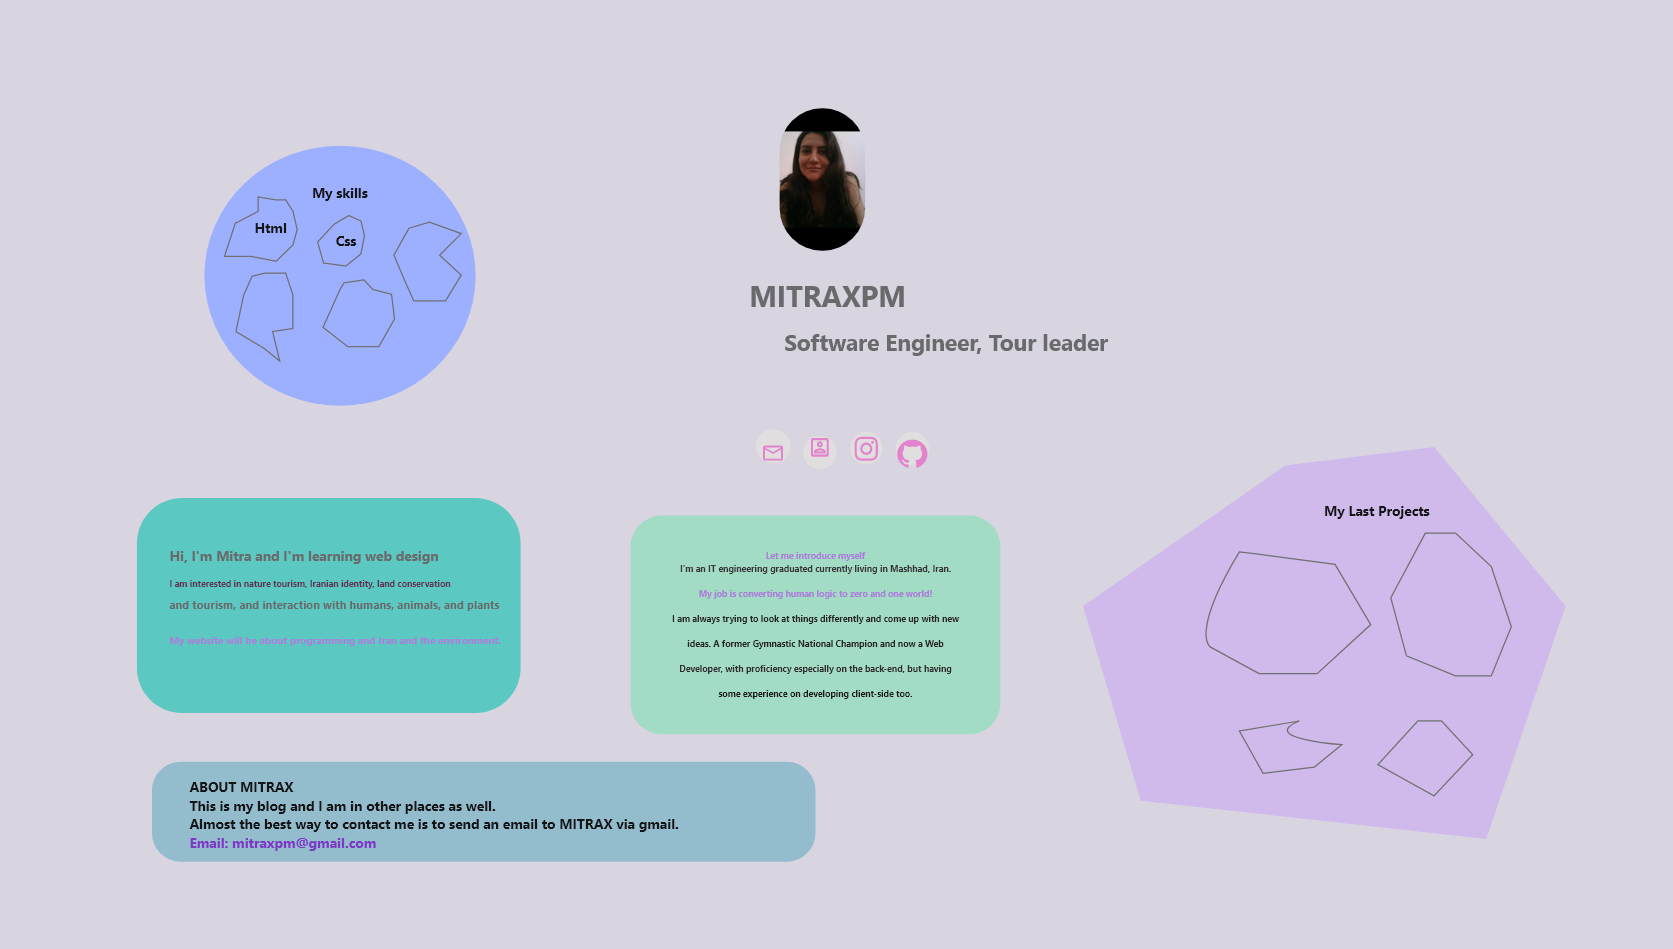 My skills
Html
Css
MITRAXPM
Software Engineer, Tour leader
Hi, I'm Mitra and I'm learning web design
I am interested in nature tourism, Iranian identity, land conservation
and tourism, and interaction with humans, animals, and plants
My website will be about programming and Iran and the environment.
Let me introduce myself
I'm an IT engineering graduated currently living in Mashhad, Iran.
My job is converting human logic to zero and one world!
I am always trying to look at things differently and come up with new
ideas. A former Gymnastic National Champion and now a Web
Developer, with proficiency especially on the back-end, but having
some experience on developing client-side too.
My Last Projects
ABOUT MITRAX
This is my blog and I am in other places as well.
Almost the best way to contact me is to send an email to MITRAX via gmail.
Email: mitraxpm@gmail.com